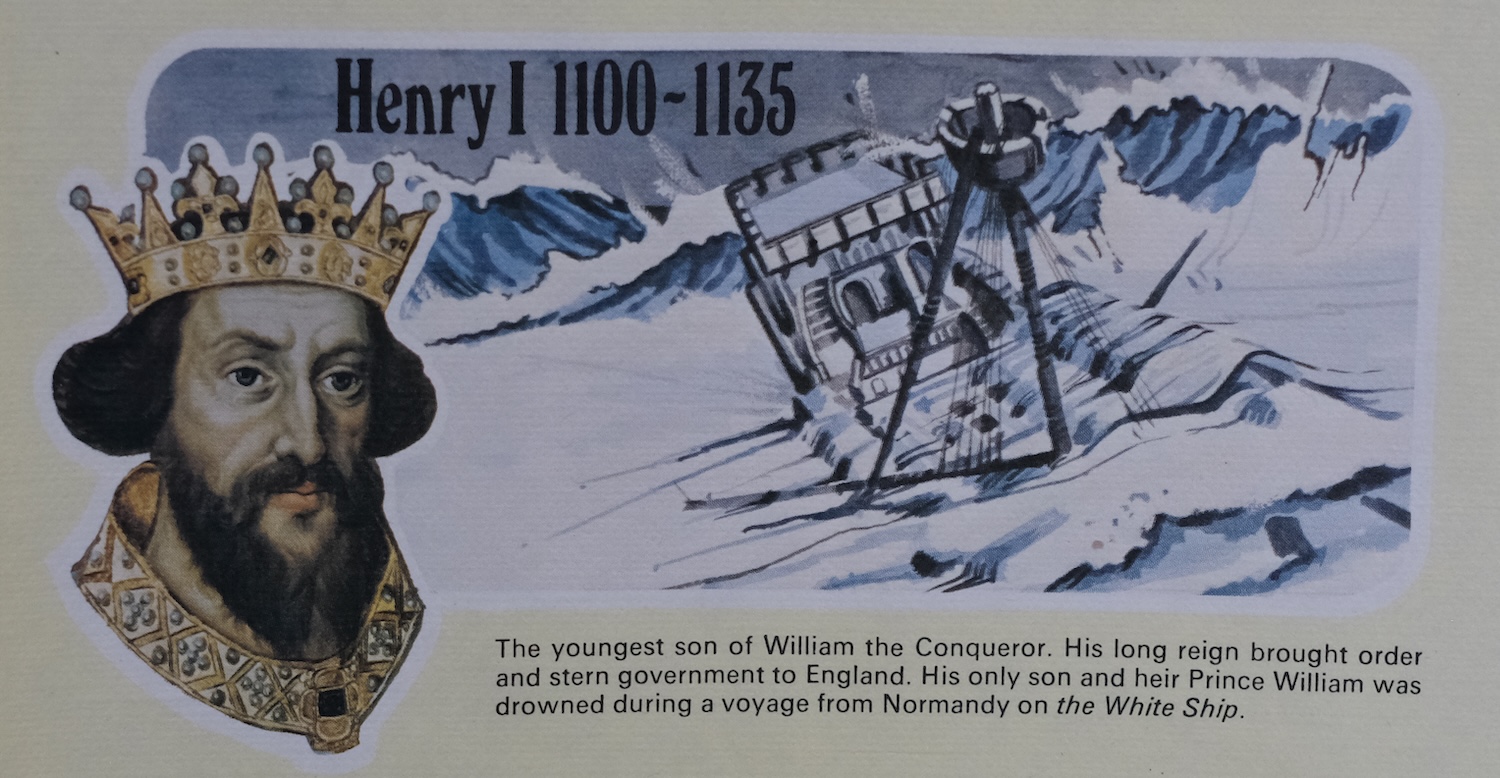 Henry I 1100~1135
The youngest son of William the Conqueror. His long reign brought order
and stern government to England. His only son and heir Prince William was
drowned during a voyage from Normandy on the White Ship.